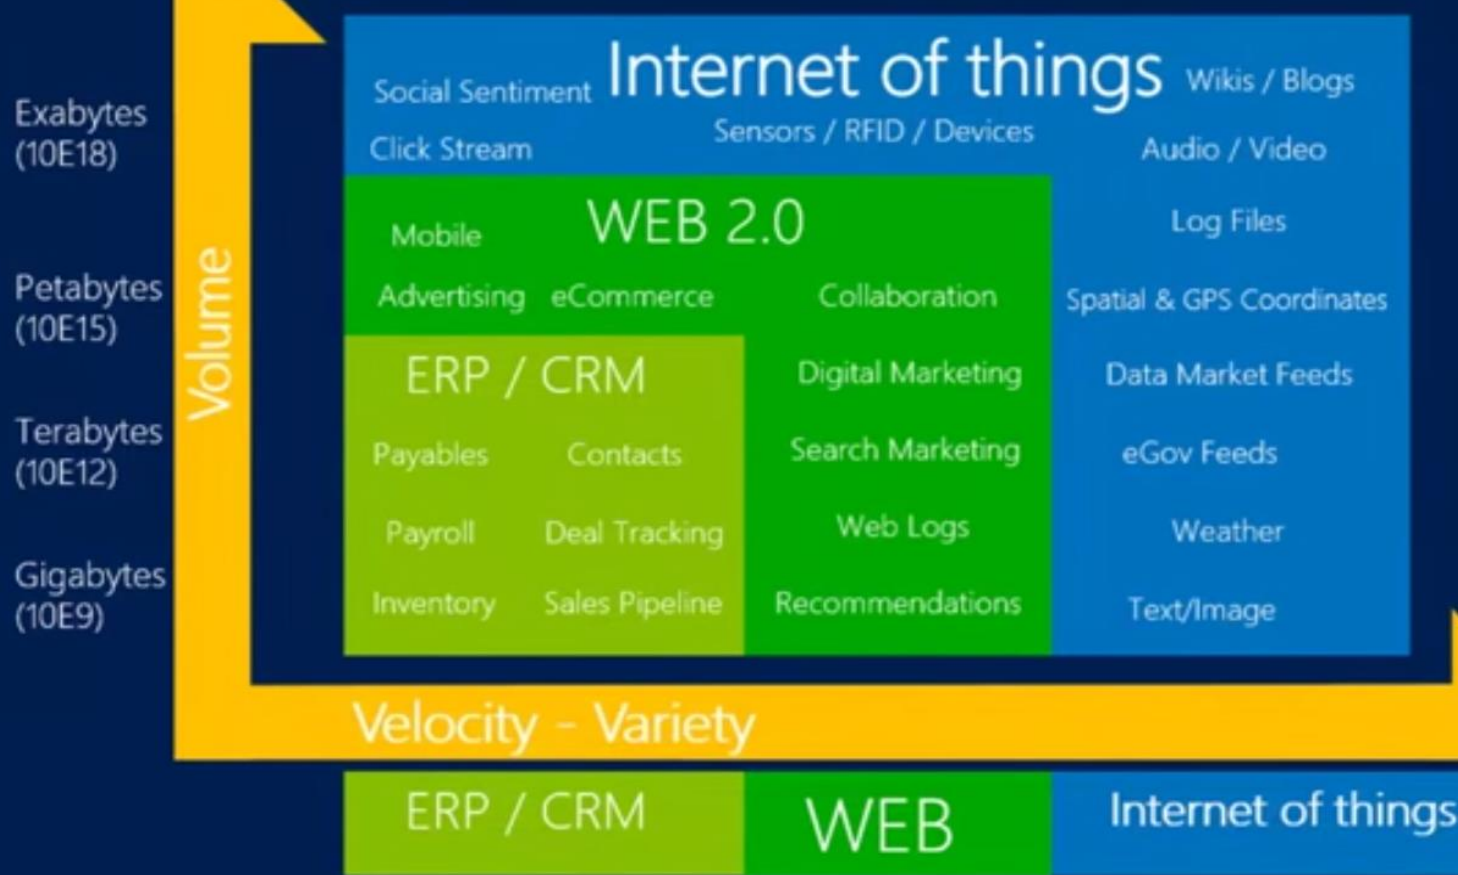 Exabytes
(10E18)
Petabytes
(10E15)
Terabytes
(10E12)
Gigabytes
(10E9)
Volume
Internet of things
Social Sentiment
Wikis / Blogs
Sensors / RFID / Devices
Click Stream
Audio / Video
Log Files
Spatial & GPS Coordinates
Data Market Feeds
eGov Feeds
Weather
Text/Image
WEB 2.0
Mobile
Advertising
eCommerce
Collaboration
Digital Marketing
Search Marketing
Web Logs
Recommendations
ERP / CRM
Payables
Contacts
Payroll
Deal Tracking
Inventory
Sales Pipeline
Velocity - Variety
ERP / CRM
WEB
Internet of things